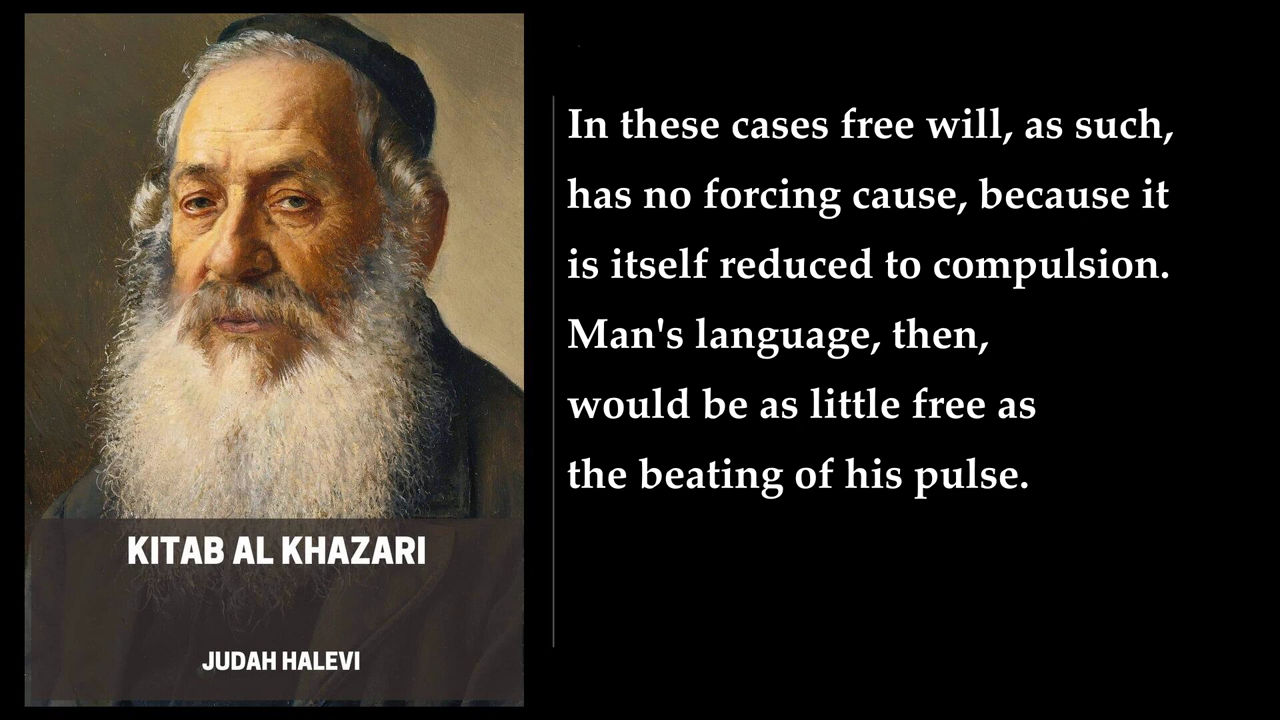 KITAB AL KHAZARI
JUDAH HALEVI
In these cases free will, as such,
has no forcing cause, because it
is itself reduced to compulsion.
Man's language, then,
would be as little free as
the beating of his pulse.